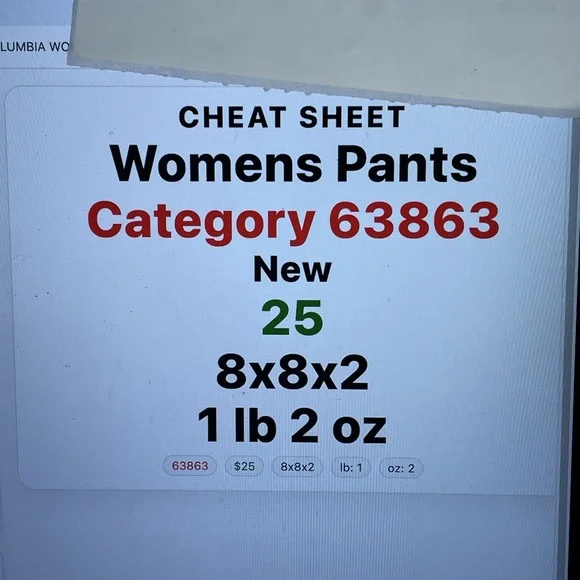 LUMBIA WO
CHEAT SHEET
Womens Pants
Category 63863
New
25
8x8x2
1 lb 2 oz
63863 $25 8x8x2 lb: 1 oz: 2